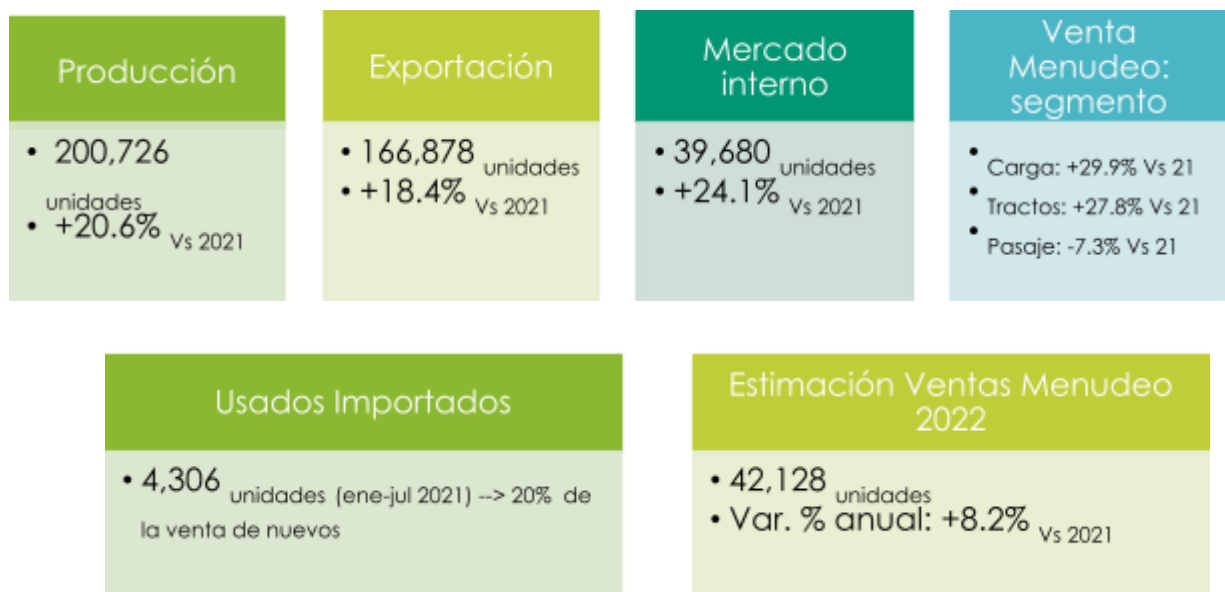 Producción
• 200,726
unidades
• +20.6% Vs 2021
Exportación
• 166,878 unidades
• +18.4% Vs 2021
Mercado
interno
• 39,680 unidades
• +24.1% Vs 2021
Venta
Menudeo:
segmento
• Carga: +29.9% Vs 21
• Tractos: +27.8% Vs 21
• Pasaje: -7.3% Vs 21
Usados Importados
• 4,306 unidades (ene-jul 2021) --> 20% de
la venta de nuevos
Estimación Ventas Menudeo
2022
• 42,128 unidades
• Var. % anual: +8.2% Vs 2021